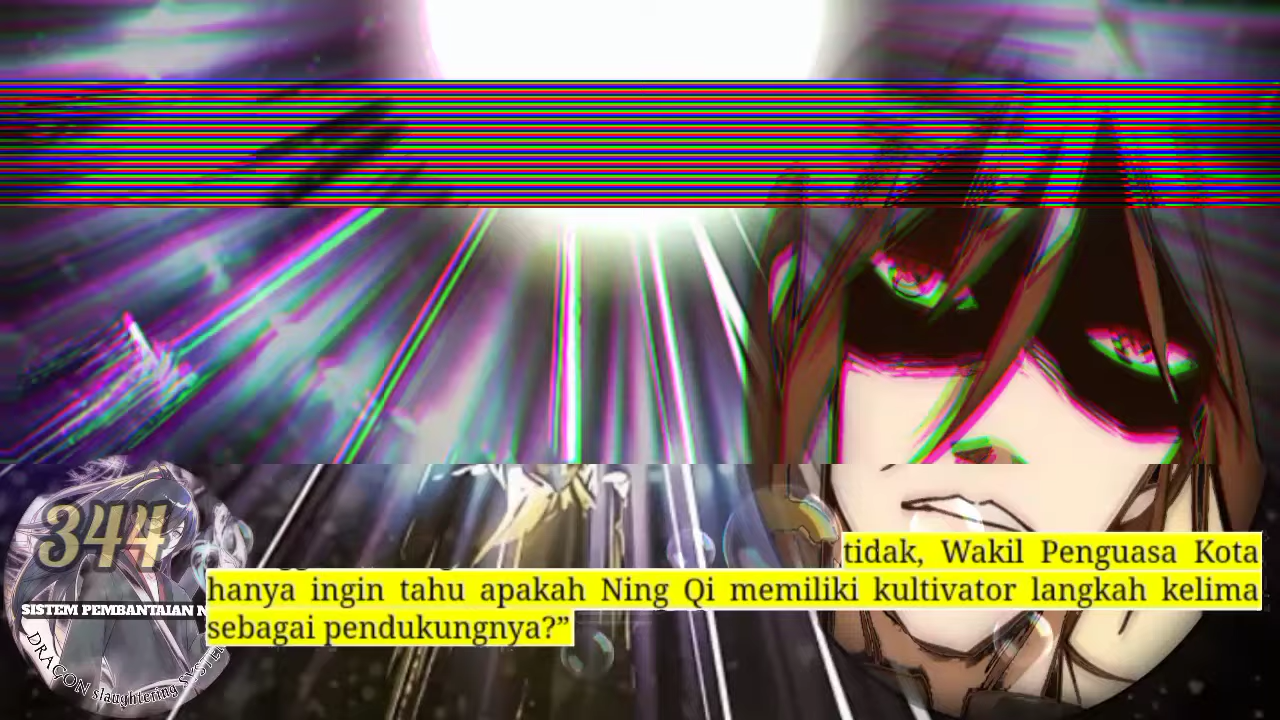 344
SISTEM PEMBANTAIAN N
DRAGON slaughtering SYSTE
tidak, Wakil Penguasa Kota
hanya ingin tahu apakah Ning Qi memiliki kultivator langkah kelima
sebagai pendukungnya?”